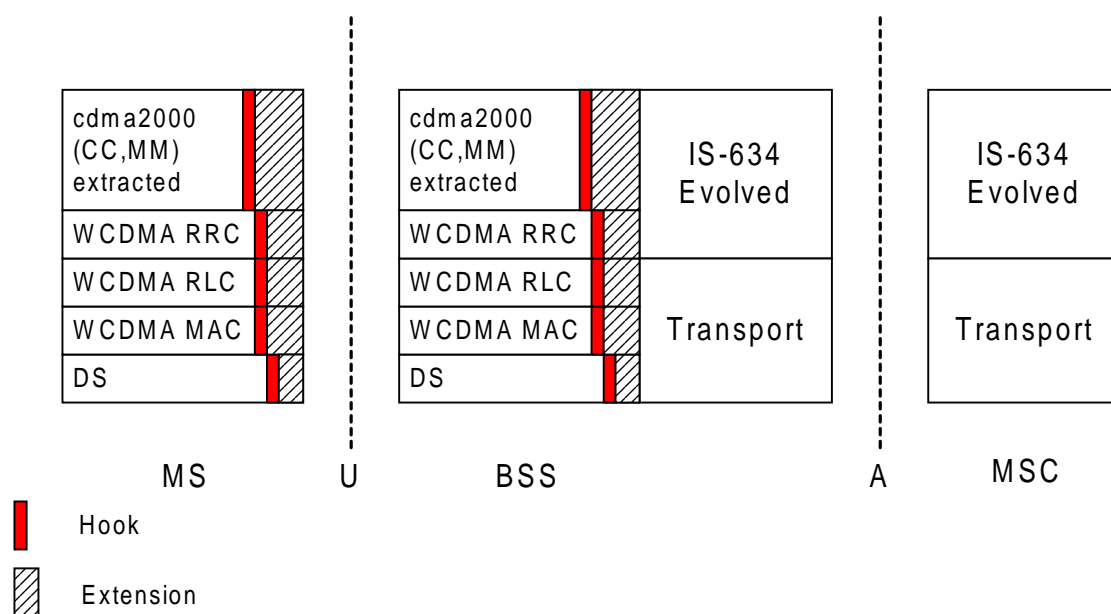 cdma2000
(CC,MM)
extracted
WCDMA RRC
WCDMA RLC
WCDMA MAC
DS
cdma2000
(CC,MM)
extracted
WCDMA RRC
WCDMA RLC
WCDMA MAC
DS
IS-634
Evolved
Transport
IS-634
Evolved
Transport
MS
U
BSS
A
MSC
Hook
Extension